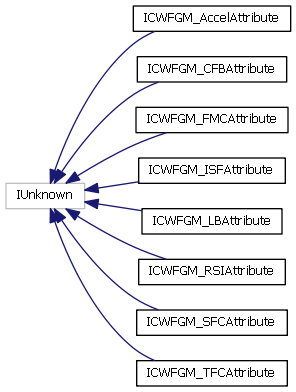 ICWFGM_AccelAttribute
ICWFGM_CFBAttribute
ICWFGM_FMCAttribute
ICWFGM_ISFAttribute
IUnknown
ICWFGM_LBAttribute
ICWFGM_RSIAttribute
ICWFGM_SFCAttribute
ICWFGM_TFCAttribute